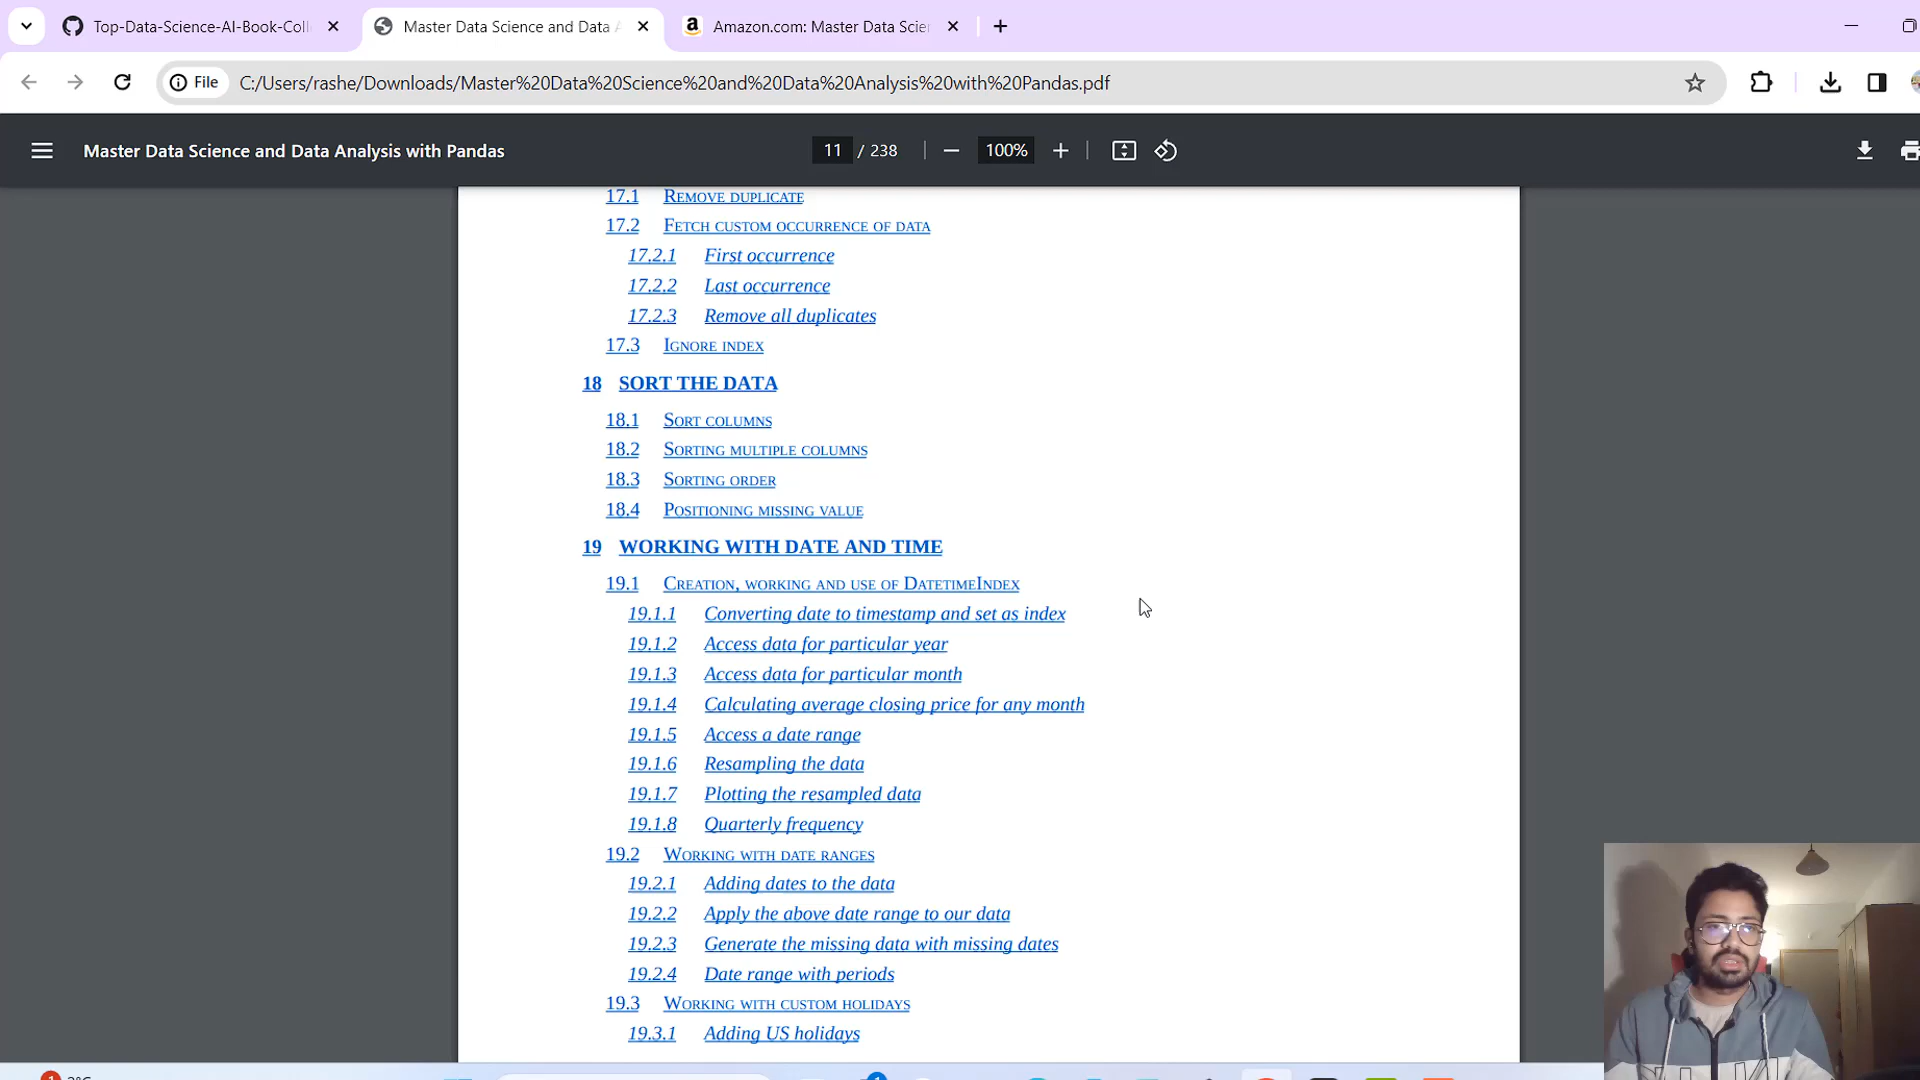 Top-Data-Science-AI-Book-Coll
Master Data Science and Data A
Amazon.com: Master Data Scie
File
C:/Users/rashe/Downloads/Master%20Data%20Science%20and%20Data%20Analysis%20with%20Pandas.pdf
Master Data Science and Data Analysis with Pandas
11 / 238
100%
17.1 REMOVE DUPLICATE
17.2 FETCH CUSTOM OCCURRENCE OF DATA
17.2.1 First occurrence
17.2.2 Last occurrence
17.2.3 Remove all duplicates
17.3 IGNORE INDEX
18 SORT THE DATA
18.1 SORT COLUMNS
18.2 SORTING MULTIPLE COLUMNS
18.3 SORTING ORDER
18.4 POSITIONING MISSING VALUE
19 WORKING WITH DATE AND TIME
19.1 CREATION, WORKING AND USE OF DATETIMEINDEX
19.1.1 Converting date to timestamp and set as index
19.1.2 Access data for particular year
19.1.3 Access data for particular month
19.1.4 Calculating average closing price for any month
19.1.5 Access a date range
19.1.6 Resampling the data
19.1.7 Plotting the resampled data
19.1.8 Quarterly frequency
19.2 WORKING WITH DATE RANGES
19.2.1 Adding dates to the data
19.2.2 Apply the above date range to our data
19.2.3 Generate the missing data with missing dates
19.2.4 Date range with periods
19.3 WORKING WITH CUSTOM HOLIDAYS
19.3.1 Adding US holidays